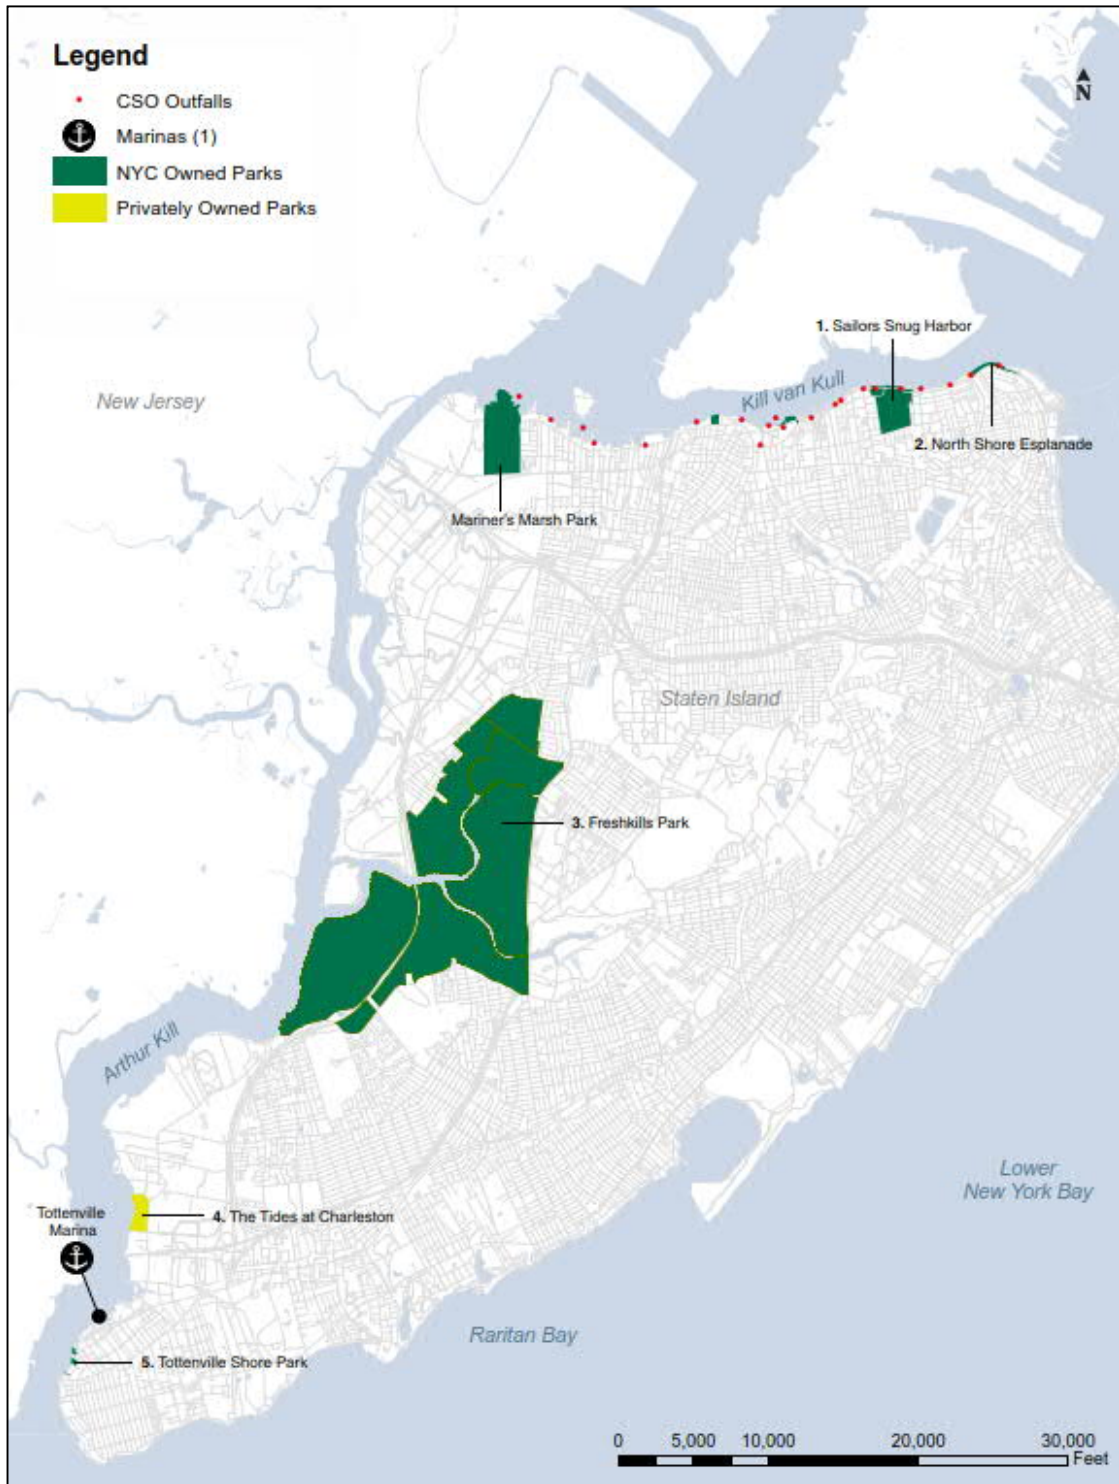 Legend
CSO Outfalls
Marinas (1)
NYC Owned Parks
Privately Owned Parks
N
1. Sailors Snug Harbor
Kill van Kull
New Jersey
2. North Shore Esplanade
Mariner's Marsh Park
Staten Island
3. Freshkills Park
Arthur Kill
Lower
New York Bay
Tottenville
Marina
4. The Tides at Charleston
Raritan Bay
5. Tottenville Shore Park
0 5,000 10,000 20,000 30,000
Feet